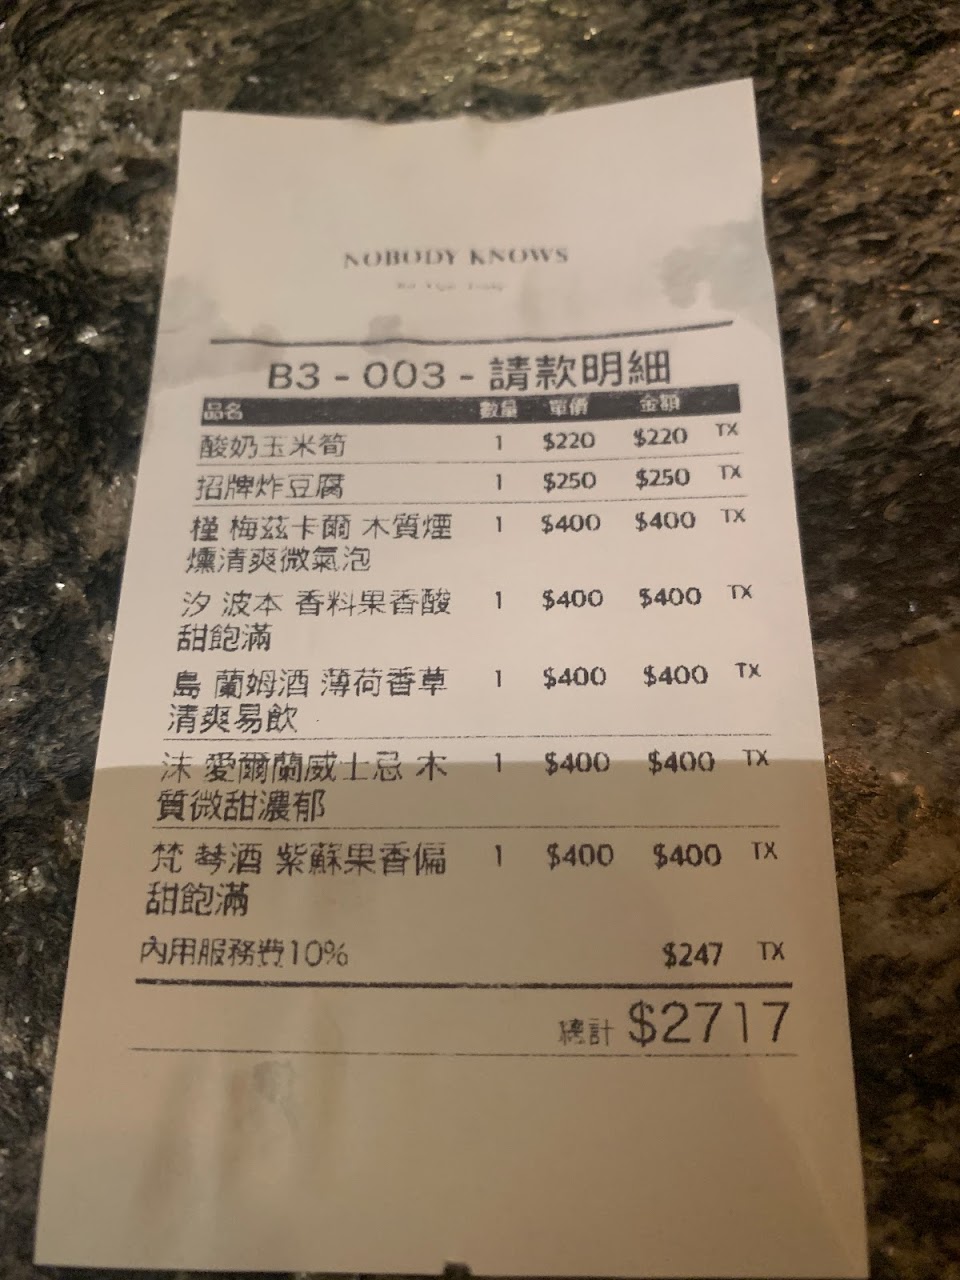 NOBODY KNOWS
B3 - 003 - 請款明細
品名 數量 單價 金額
酸奶玉米筍 1 $220 $220 TX
招牌炸豆腐 1 $250 $250 TX
槿 梅茲卡爾 木質煙 1 $400 $400 TX
燻清爽微氣泡
汐 波本 香料果香酸 1 $400 $400 TX
甜飽滿
島 蘭姆酒 薄荷香草 1 $400 $400 TX
清爽易飲
沫 愛爾蘭威士忌 木 1 $400 $400 TX
質微甜濃郁
梵 琴酒 紫蘇果香偏 1 $400 $400 TX
甜飽滿
內用服務費10% $247 TX
總計 $2717